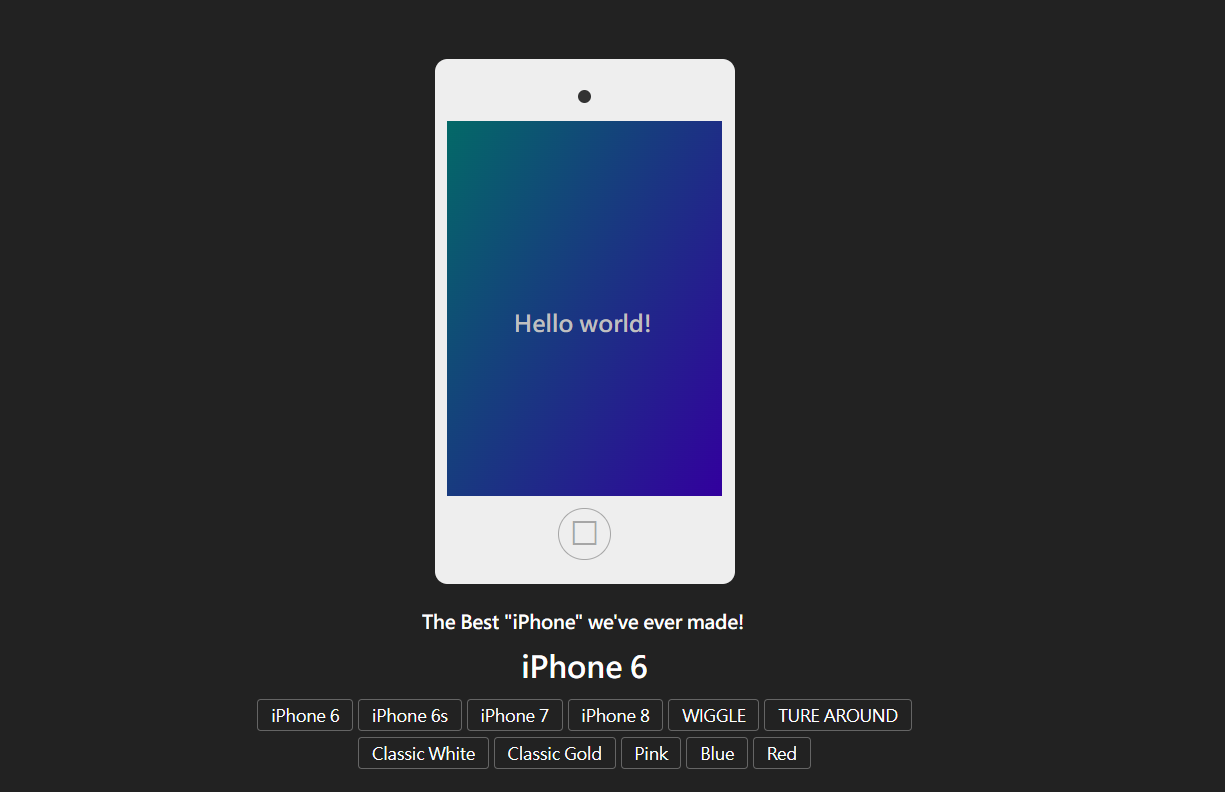 Hello world!
The Best "iPhone" we've ever made!
iPhone 6
iPhone 6 iPhone 6s iPhone 7 iPhone 8 WIGGLE TURE AROUND
Classic White Classic Gold Pink Blue Red